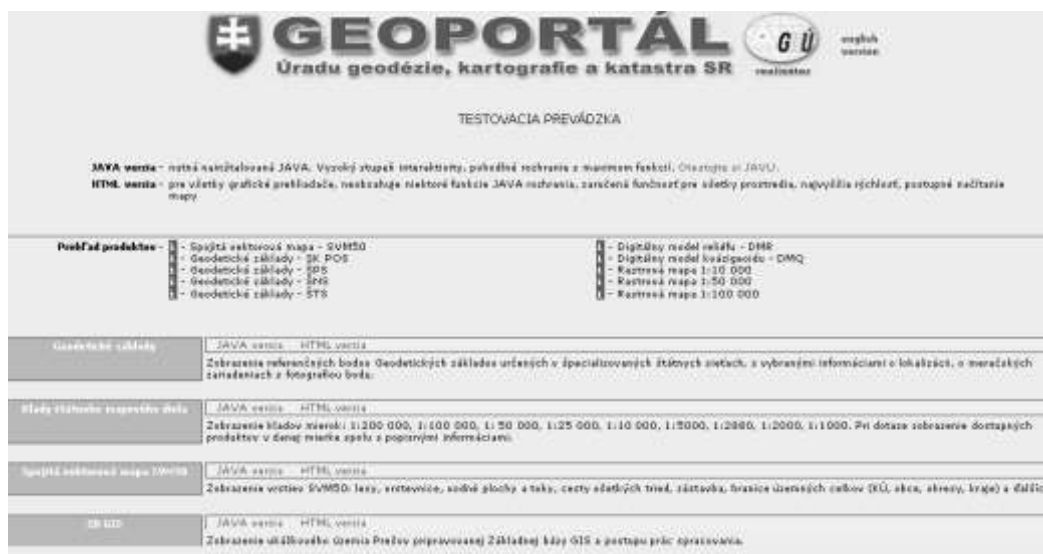 GEOPORTÁL
Úradu geodézie, kartografie a katastra SR
GÚ
realizátor
english
version
TESTOVACIA PREVÁDZKA
JAVA verzia - nutná nainštalovaná JAVA. Vysoký stupeň interaktivity, pohodlné rozhranie s maximom funkcií. Otestujte si JAVU.
HTML verzia - pre všetky grafické prehliadače, neobsahuje niektoré funkcie JAVA rozhrania, zaručená funčnosť pre všetky prostredia, najvyššia rýchlosť, postupné načítanie
mapy
Prehľad produktov - i - Spojitá vektorová mapa - SVM50
i - Geodetické základy - SK POS
i - Geodetické základy - ŠPS
i - Geodetické základy - ŠNS
i - Geodetické základy - ŠTS
i - Digitálny model reliéfu - DMR
i - Digitálny model kvázigeoidu - DMQ
i - Rastrová mapa 1:10 000
i - Rastrová mapa 1:50 000
i - Rastrová mapa 1:100 000
Geodetické základy
JAVA verzia HTML verzia
Zobrazenie referenčných bodov Geodetických základov určených v špecializovaných štátnych sieťach, s vybranými informáciami o lokalizácii, o meračských
zariadeniach s fotografiou bodu.
Klady štátneho mapového diela
JAVA verzia HTML verzia
Zobrazenie kladov mierok: 1:200 000, 1:100 000, 1: 50 000, 1:25 000, 1:10 000, 1:5000, 1:2880, 1:2000, 1:1000. Pri dotaze zobrazenie dostupných
produktov v danej mierke spolu s popisnými informáciami.
Spojitá vektorová mapa SVM50
JAVA verzia HTML verzia
Zobrazenie vrstiev SVM50: lesy, vrstevnice, vodné plochy a toky, cesty všetkých tried, zástavba, hranice územných celkov (KÚ, obce, okresy, kraje) a ďalšie
ZB GIS
JAVA verzia HTML verzia
Zobrazenie ukážkového územia Prešov pripravovanej Základnej bázy GIS a postupu prác spracovania.